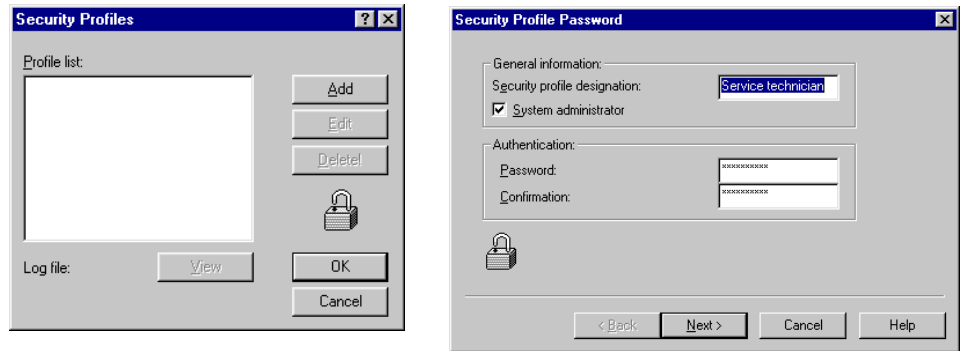 Security Profiles
Profile list:
Add
Edit
Delete!
Log file:
View
OK
Cancel
Security Profile Password
General information:
Security profile designation: Service technician
System administrator
Authentication:
Password: **********
Confirmation: **********
< Back Next > Cancel Help